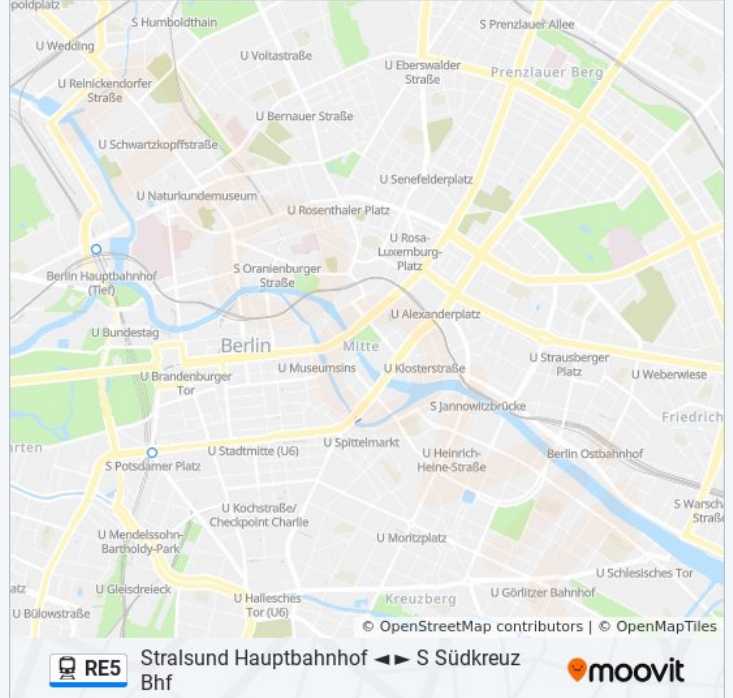 poldplatz
S Humboldthain
S Prenzlauer Allee
U Wedding
U Voltastraße
U Eberswalder
Straße
Prenzlauer Berg
U Reinickendorfer
Straße
U Bernauer Straße
U Schwartzkopffstraße
U Senefelderplatz
U Naturkundemuseum
U Rosenthaler Platz
U Rosa-
Luxemburg-
Platz
Berlin Hauptbahnhof
(Tief)
S Oranienburger
Straße
U Alexanderplatz
U Bundestag
Berlin
Mitte
U Strausberger
Platz
U Museumsins
U Klosterstraße
U Weberwiese
U Brandenburger
Tor
S Jannowitzbrücke
Friedrich
rten
U Spittelmarkt
U Stadtmitte (U6)
U Heinrich-
Heine-Straße
Berlin Ostbahnhof
S Potsdamer Platz
S Warsch
Straße
U Kochstraße/
Checkpoint Charlie
U Mendelssohn-
Bartholdy-Park
U Moritzplatz
U Schlesisches Tor
atz
U Gleisdreieck
U Hallesches
Tor (U6)
Kreuzberg
U Görlitzer Bahnhof
U Bülowstraße
© OpenStreetMap contributors | © OpenMapTiles
RE5
Stralsund Hauptbahnhof ◄► S Südkreuz
Bhf
moovit